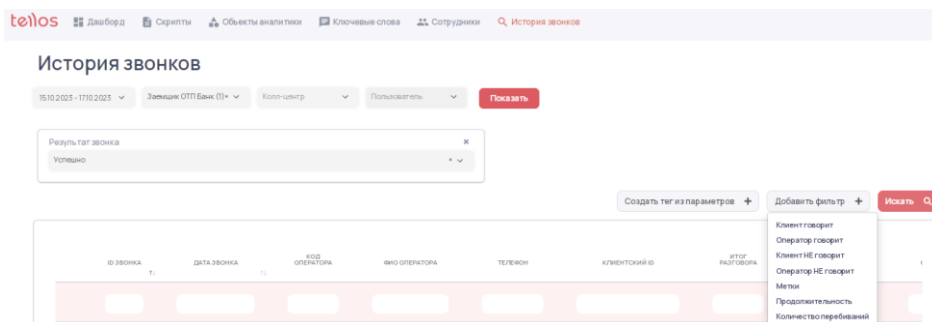 tellos Дашборд Скрипты Объекты аналитики Ключевые слова Сотрудники История звонков
История звонков
15.10.2023 - 17.10.2023 Заемщик ОТП Банк (1)× Колл-центр Пользователь Показать
Результат звонка ×
Успешно ×
Создать тег из параметров + Добавить фильтр + Искать
Клиент говорит
Оператор говорит
Клиент НЕ говорит
Оператор НЕ говорит
Метки
Продолжительность
Количество перебиваний
ID ЗВОНКА ДАТА ЗВОНКА КОД ОПЕРАТОРА ФИО ОПЕРАТОРА ТЕЛЕФОН КЛИЕНТСКИЙ ID ИТОГ РАЗГОВОРА